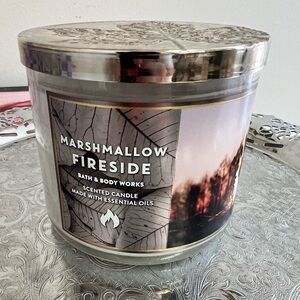 MARSHMALLOW
FIRESIDE
BATH & BODY WORKS
SCENTED CANDLE
MADE WITH ESSENTIAL OILS